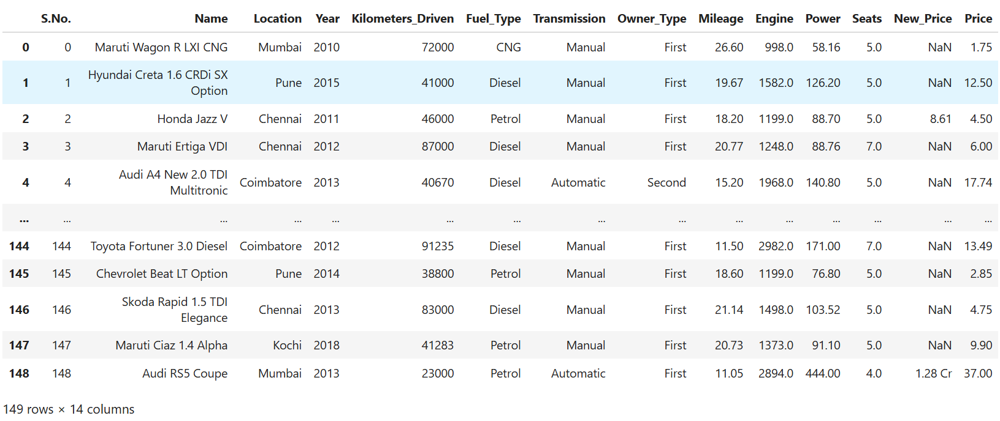 S.No. Name Location Year Kilometers_Driven Fuel_Type Transmission Owner_Type Mileage Engine Power Seats New_Price Price
0 0 Maruti Wagon R LXI CNG Mumbai 2010 72000 CNG Manual First 26.60 998.0 58.16 5.0 NaN 1.75
1 1 Hyundai Creta 1.6 CRDi SX Option Pune 2015 41000 Diesel Manual First 19.67 1582.0 126.20 5.0 NaN 12.50
2 2 Honda Jazz V Chennai 2011 46000 Petrol Manual First 18.20 1199.0 88.70 5.0 8.61 4.50
3 3 Maruti Ertiga VDI Chennai 2012 87000 Diesel Manual First 20.77 1248.0 88.76 7.0 NaN 6.00
4 4 Audi A4 New 2.0 TDI Multitronic Coimbatore 2013 40670 Diesel Automatic Second 15.20 1968.0 140.80 5.0 NaN 17.74
... ... ... ... ... ... ... ... ... ... ... ... ... ... ...
144 144 Toyota Fortuner 3.0 Diesel Coimbatore 2012 91235 Diesel Manual First 11.50 2982.0 171.00 7.0 NaN 13.49
145 145 Chevrolet Beat LT Option Pune 2014 38800 Petrol Manual First 18.60 1199.0 76.80 5.0 NaN 2.85
146 146 Skoda Rapid 1.5 TDI Elegance Chennai 2013 83000 Diesel Manual First 21.14 1498.0 103.52 5.0 NaN 4.75
147 147 Maruti Ciaz 1.4 Alpha Kochi 2018 41283 Petrol Manual First 20.73 1373.0 91.10 5.0 NaN 9.90
148 148 Audi RS5 Coupe Mumbai 2013 23000 Petrol Automatic First 11.05 2894.0 444.00 4.0 1.28 Cr 37.00
149 rows × 14 columns